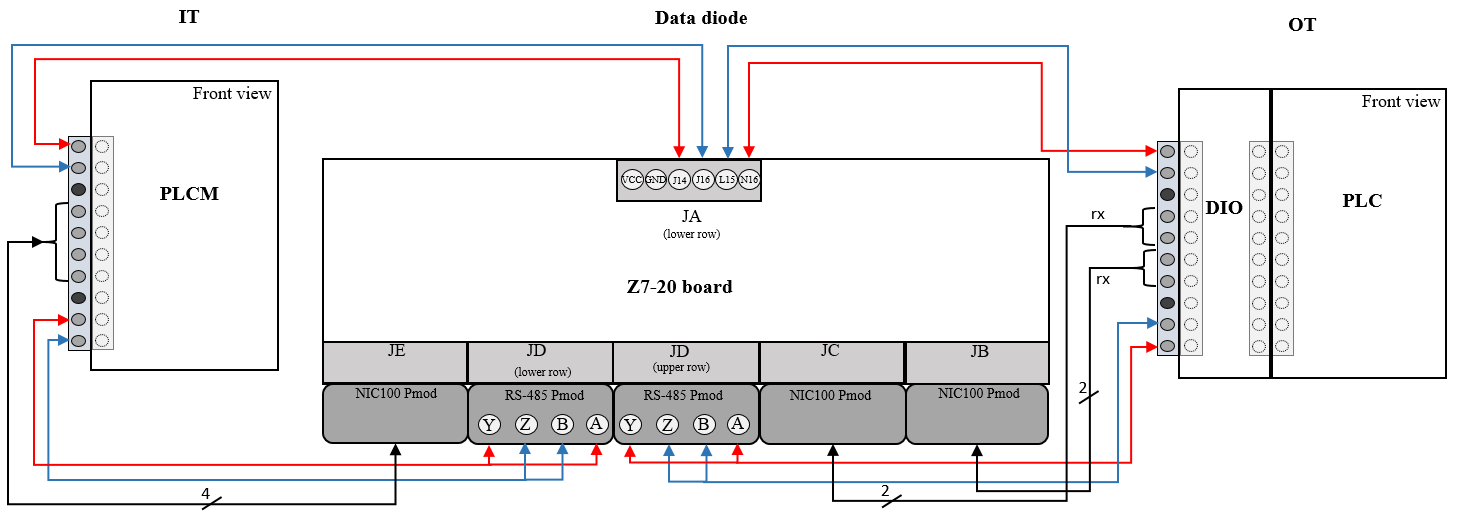 IT
Data diode
OT
Front view
PLCM
VCC GND J14 J16 L15 N16
JA
(lower row)
Z7-20 board
Front view
DIO
PLC
rx
rx
JE
JD
(lower row)
JD
(upper row)
JC
JB
NIC100 Pmod
RS-485 Pmod
Y Z B A
RS-485 Pmod
Y Z B A
NIC100 Pmod
NIC100 Pmod
4
2
2